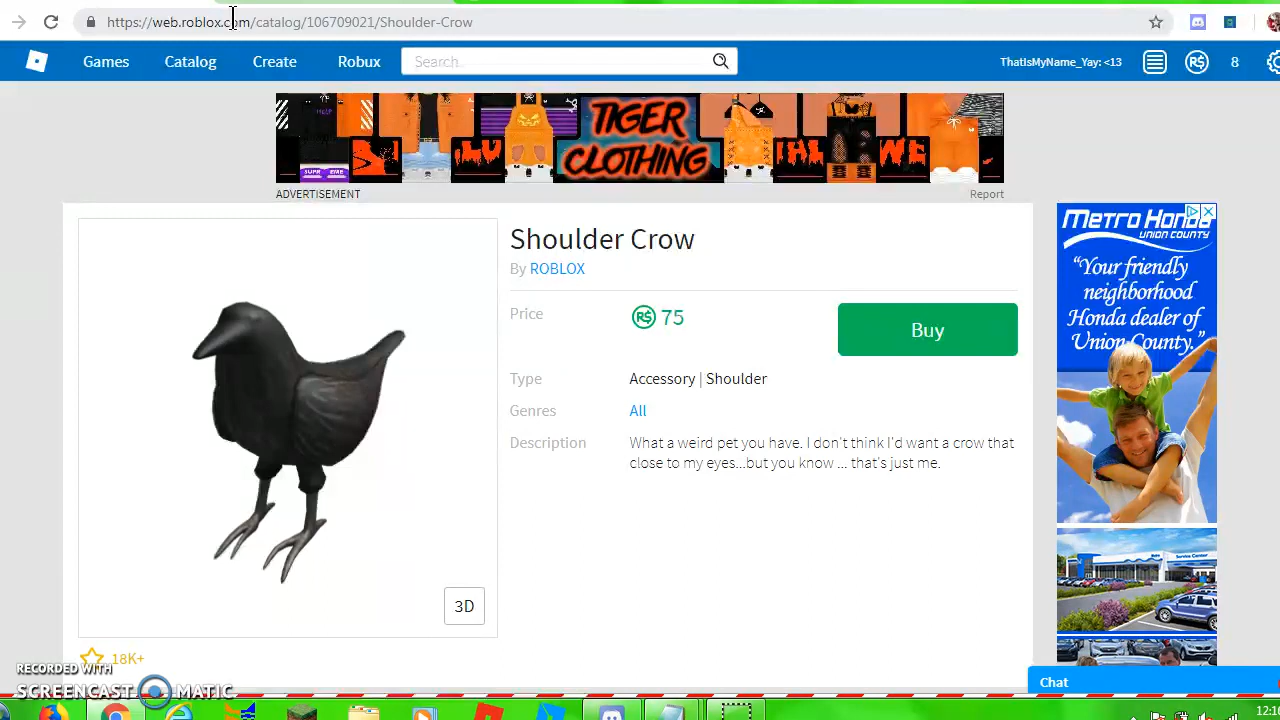 https://web.roblox.com/catalog/106709021/Shoulder-Crow
Games
Catalog
Create
Robux
Search...
ThatIsMyName_Yay: <13
R$
8
TIGER
CLOTHING
ADVERTISEMENT
Report
Shoulder Crow
By ROBLOX
Price
R$ 75
Buy
Type
Accessory | Shoulder
Genres
All
Description
What a weird pet you have. I don't think I'd want a crow that
close to my eyes...but you know ... that's just me.
3D
18K+
METRO HONDA
UNION COUNTY
“Your friendly
neighborhood
Honda dealer of
Union County.”
Service Center
Chat
RECORDED WITH
SCREENCAST MATIC